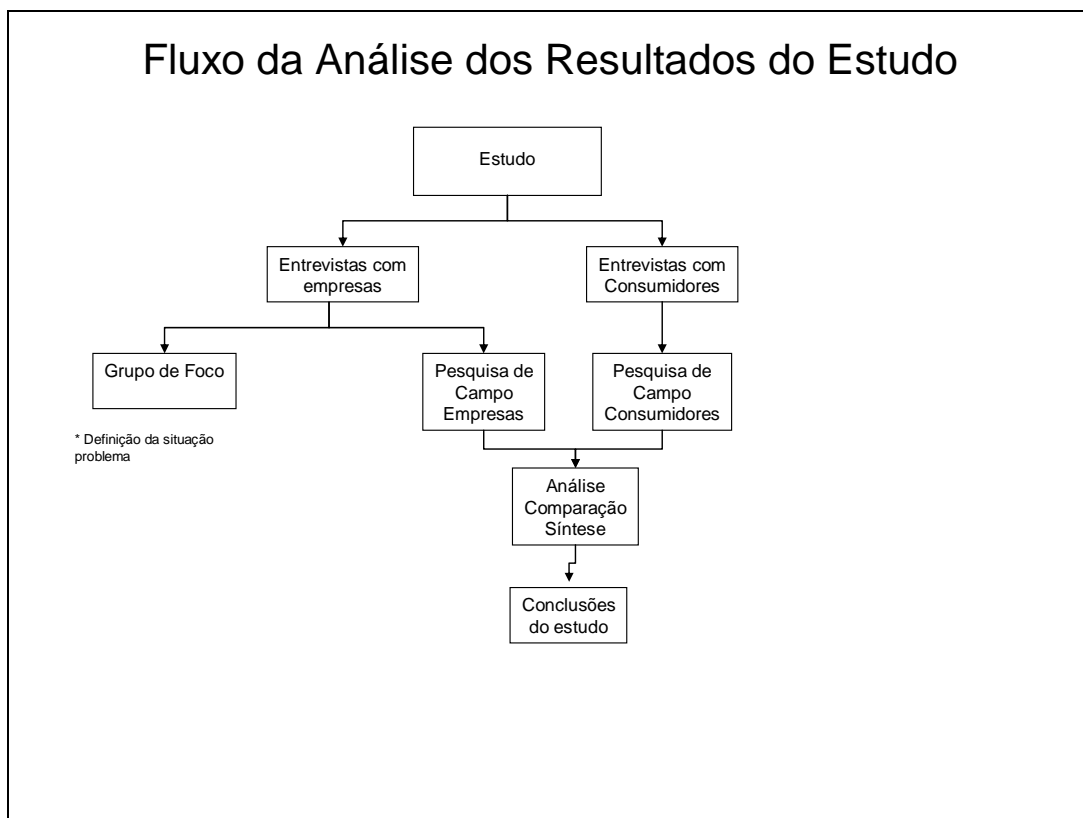 Fluxo da Análise dos Resultados do Estudo
Estudo
Entrevistas com
empresas
Entrevistas com
Consumidores
Grupo de Foco
Pesquisa de
Campo
Empresas
Pesquisa de
Campo
Consumidores
* Definição da situação
problema
Análise
Comparação
Síntese
Conclusões
do estudo